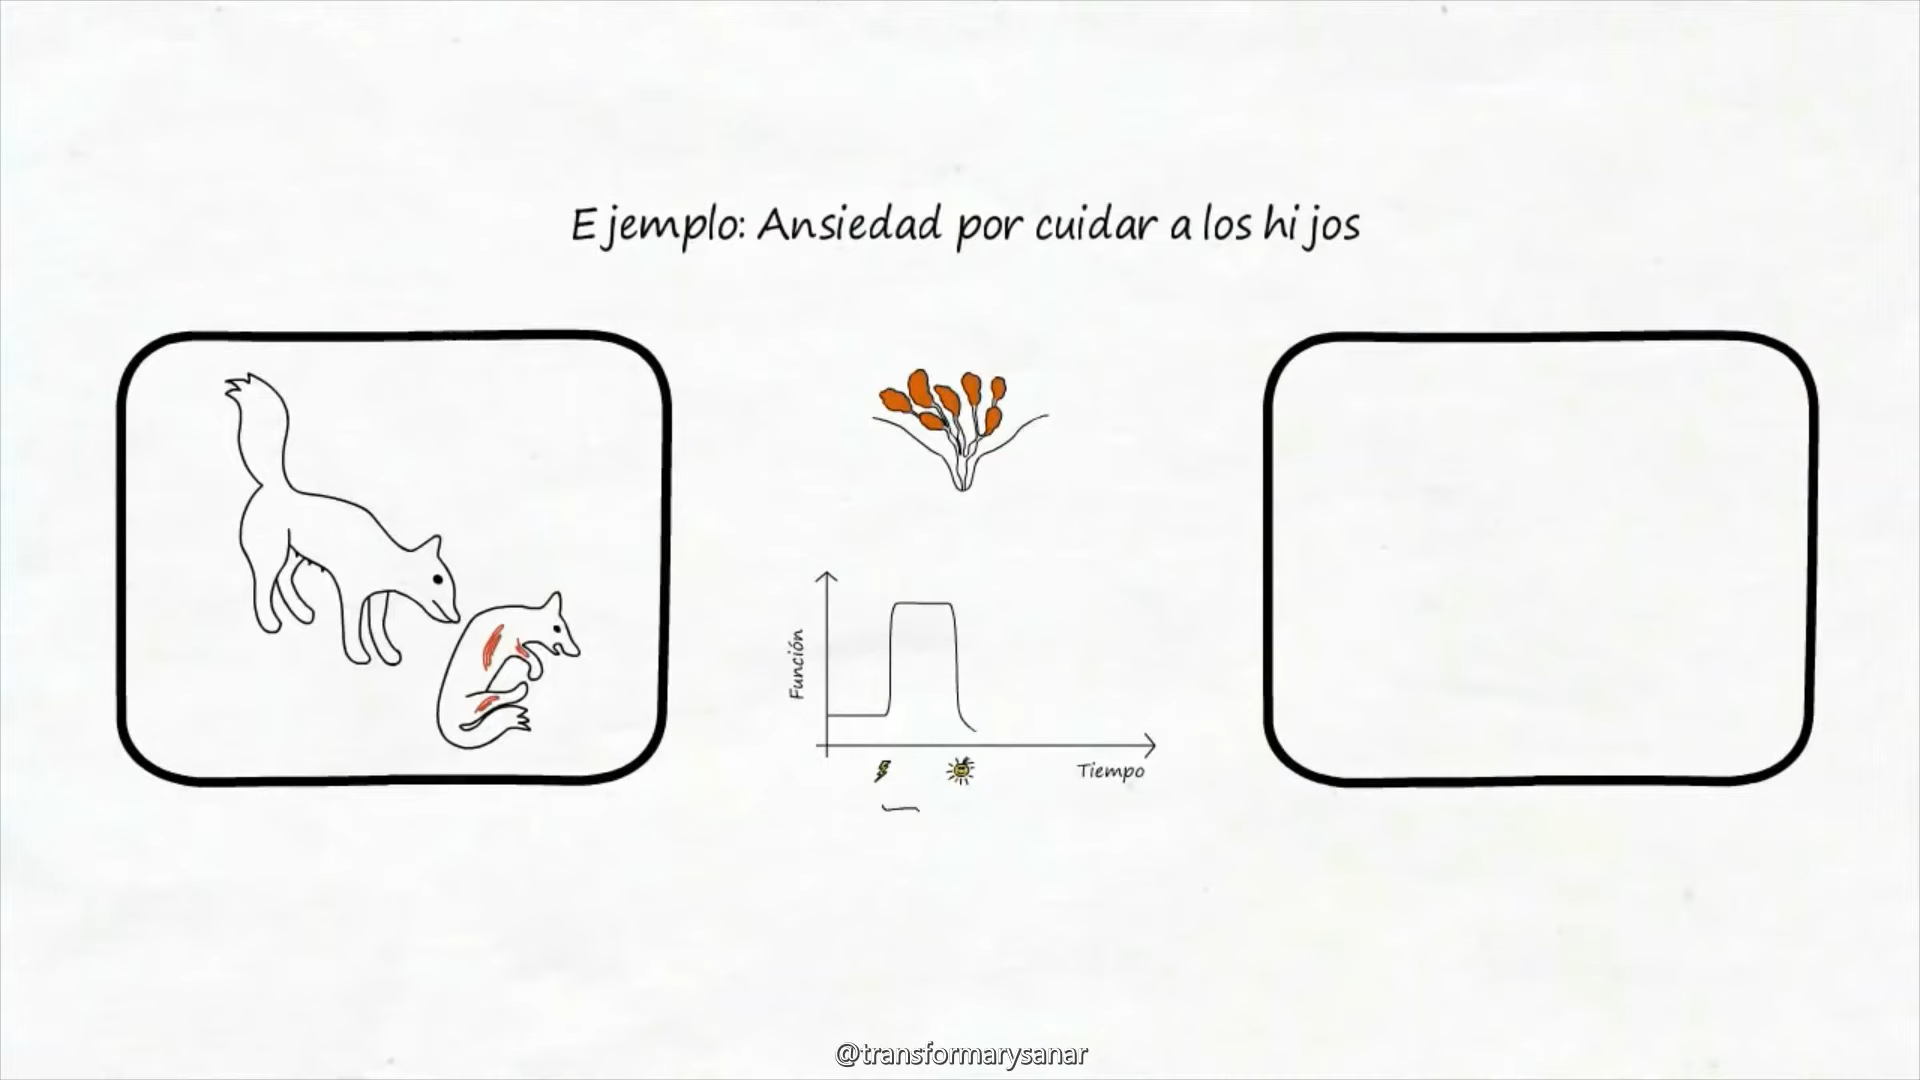 Ejemplo: Ansiedad por cuidar a los hijos
Función
Tiempo
@transformarysanar